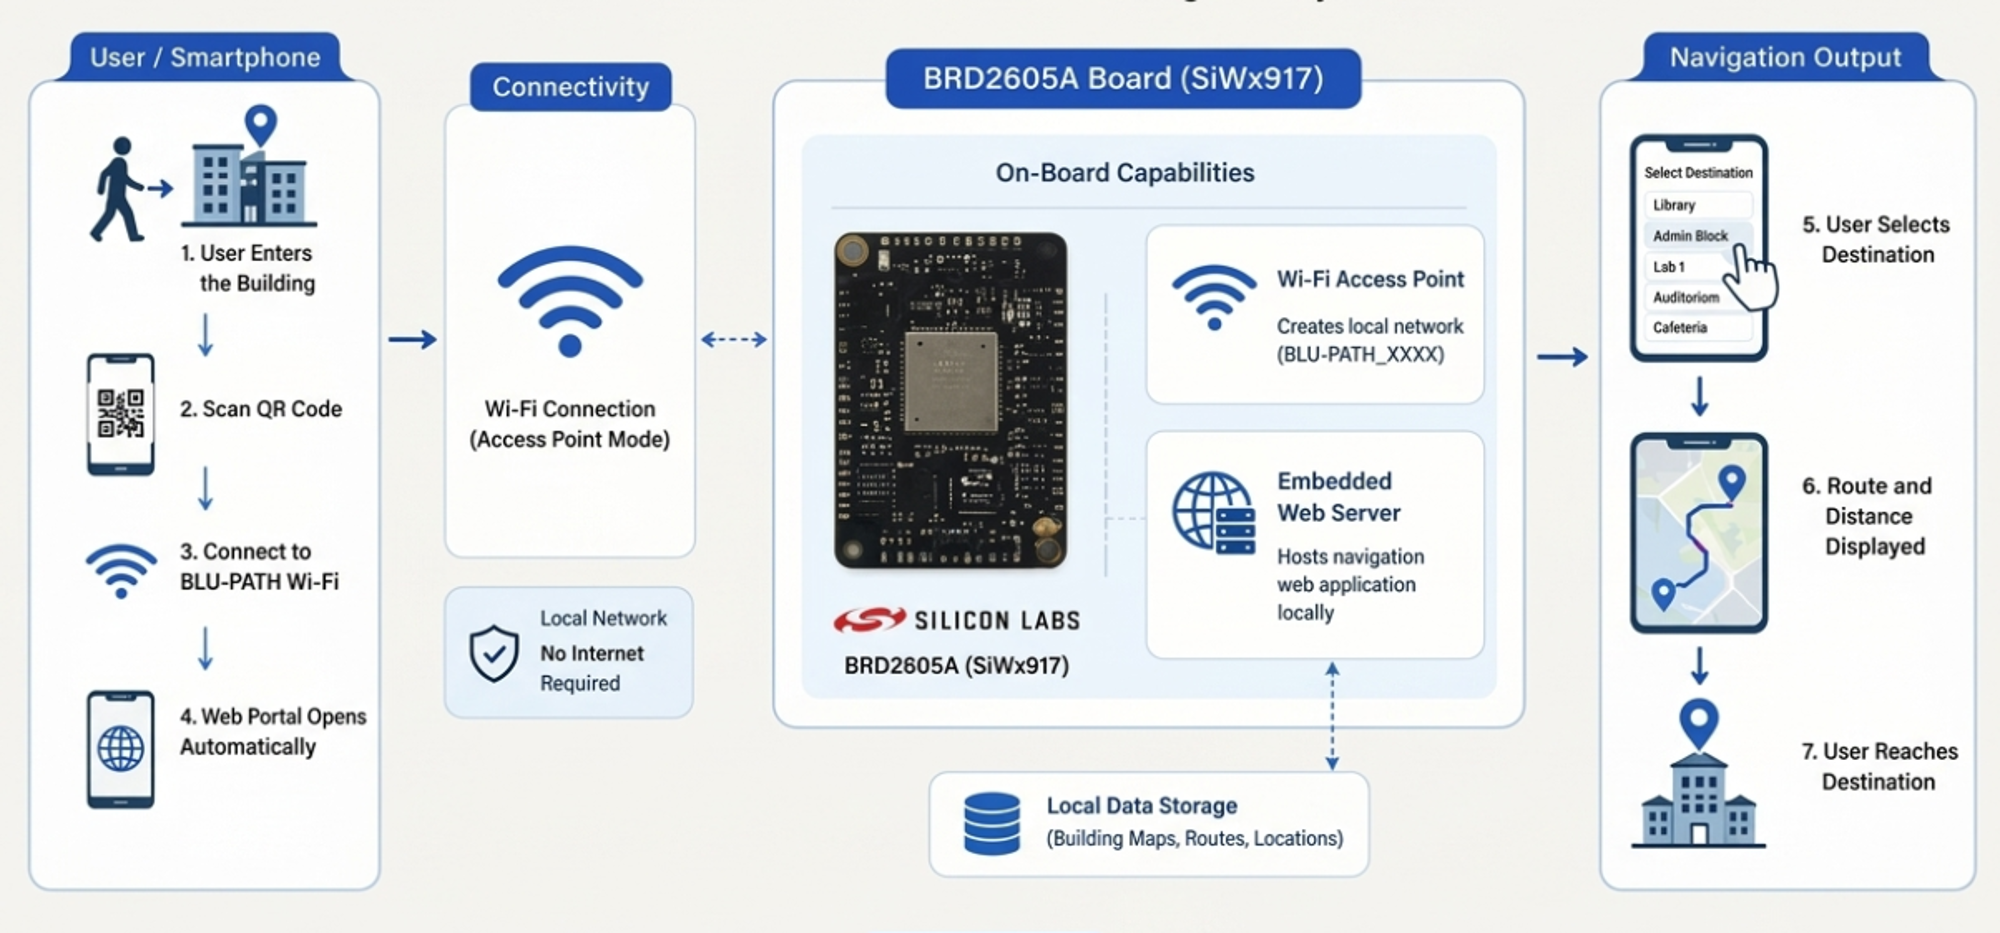 User / Smartphone
1. User Enters
the Building
2. Scan QR Code
3. Connect to
BLU-PATH Wi-Fi
4. Web Portal Opens
Automatically
Connectivity
Wi-Fi Connection
(Access Point Mode)
Local Network
No Internet
Required
BRD2605A Board (SiWx917)
On-Board Capabilities
SILICON LABS
BRD2605A (SiWx917)
Wi-Fi Access Point
Creates local network
(BLU-PATH_XXXX)
Embedded
Web Server
Hosts navigation
web application
locally
Local Data Storage
(Building Maps, Routes, Locations)
Navigation Output
Select Destination
Library
Admin Block
Lab 1
Auditoriom
Cafeteria
5. User Selects
Destination
6. Route and
Distance
Displayed
7. User Reaches
Destination